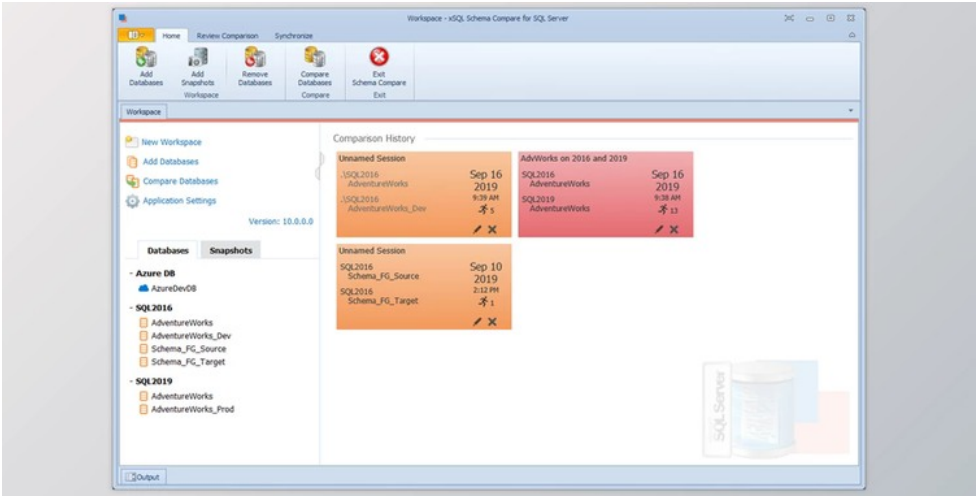 Workspace - xSQL Schema Compare for SQL Server
Home Review Comparison Synchronize
Add Databases
Add Snapshots
Remove Databases
Compare Databases
Exit Schema Compare
Workspace Compare Exit
Workspace
New Workspace
Add Databases
Compare Databases
Application Settings
Version: 10.0.0.0
Databases Snapshots
- Azure DB
AzureDevDB
- SQL2016
AdventureWorks
AdventureWorks_Dev
Schema_FG_Source
Schema_FG_Target
- SQL2019
AdventureWorks
AdventureWorks_Prod
Comparison History
Unnamed Session
.\SQL2016
AdventureWorks
.\SQL2016
AdventureWorks_Dev
Sep 16
2019
9:39 AM
5
AdvWorks on 2016 and 2019
SQL2016
AdventureWorks
SQL2019
AdventureWorks
Sep 16
2019
9:38 AM
13
Unnamed Session
SQL2016
Schema_FG_Source
SQL2016
Schema_FG_Target
Sep 10
2019
2:12 PM
1
SQLServer
Output